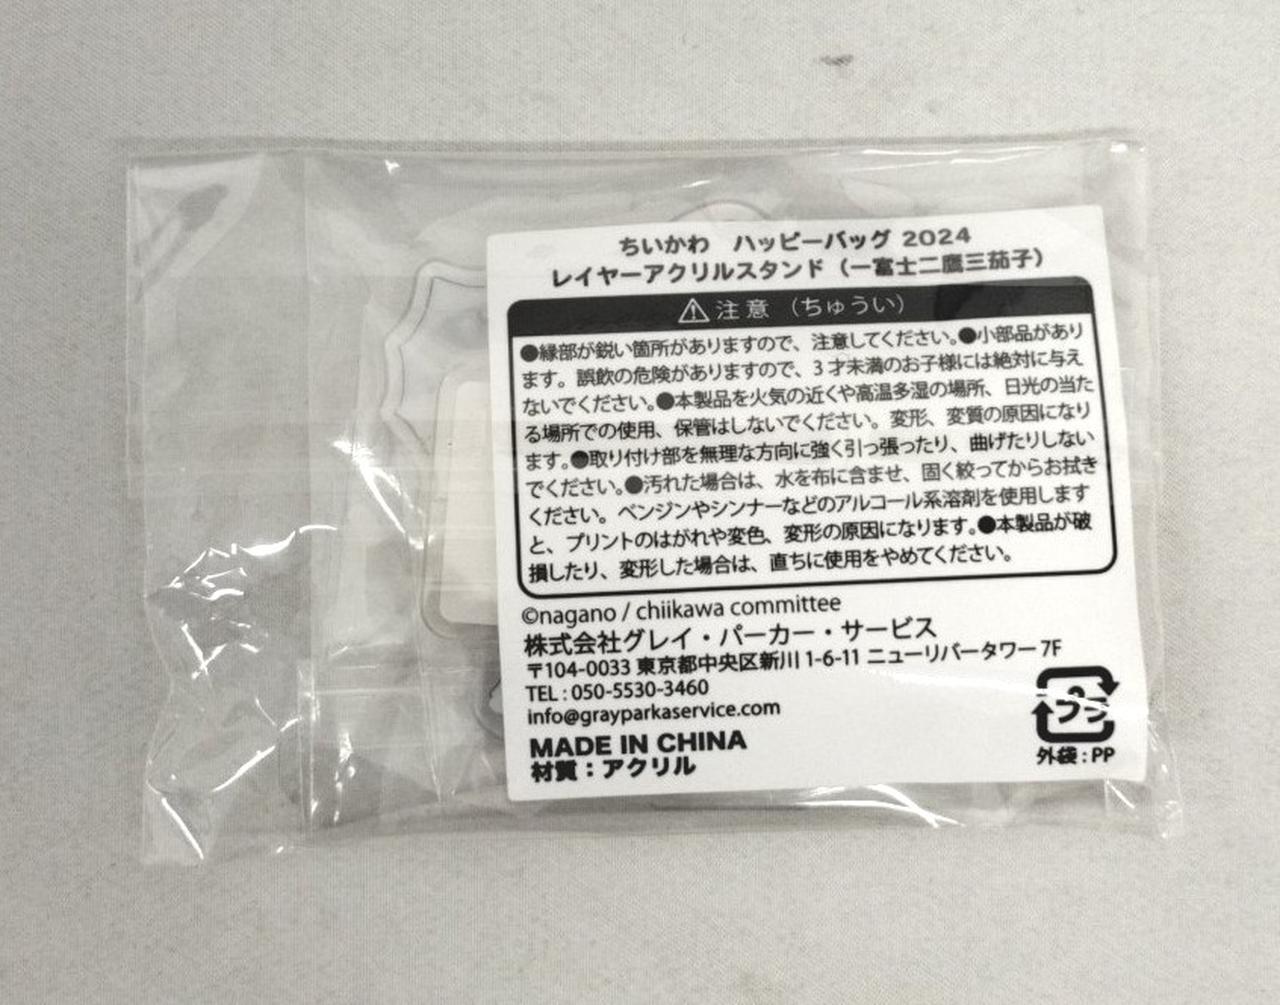 ちいかわ ハッピーバッグ 2024
レイヤーアクリルスタンド（一富士二鷹三茄子）
⚠注意（ちゅうい）
●縁部が鋭い箇所がありますので、注意してください。●小部品があり
ます。誤飲の危険がありますので、3才未満のお子様には絶対に与え
ないでください。●本製品を火気の近くや高温多湿の場所、日光の当た
る場所での使用、保管はしないでください。変形、変質の原因になり
ます。●取り付け部を無理な方向に強く引っ張ったり、曲げたりしない
でください。●汚れた場合は、水を布に含ませ、固く絞ってからお拭き
ください。ベンジンやシンナーなどのアルコール系溶剤を使用します
と、プリントのはがれや変色、変形の原因になります。●本製品が破
損したり、変形した場合は、直ちに使用をやめてください。
©nagano / chiikawa committee
株式会社グレイ・パーカー・サービス
〒104-0033 東京都中央区新川 1-6-11 ニューリバータワー 7F
TEL : 050-5530-3460
info@grayparkaservice.com
MADE IN CHINA
材質：アクリル
プラ
外袋 : PP